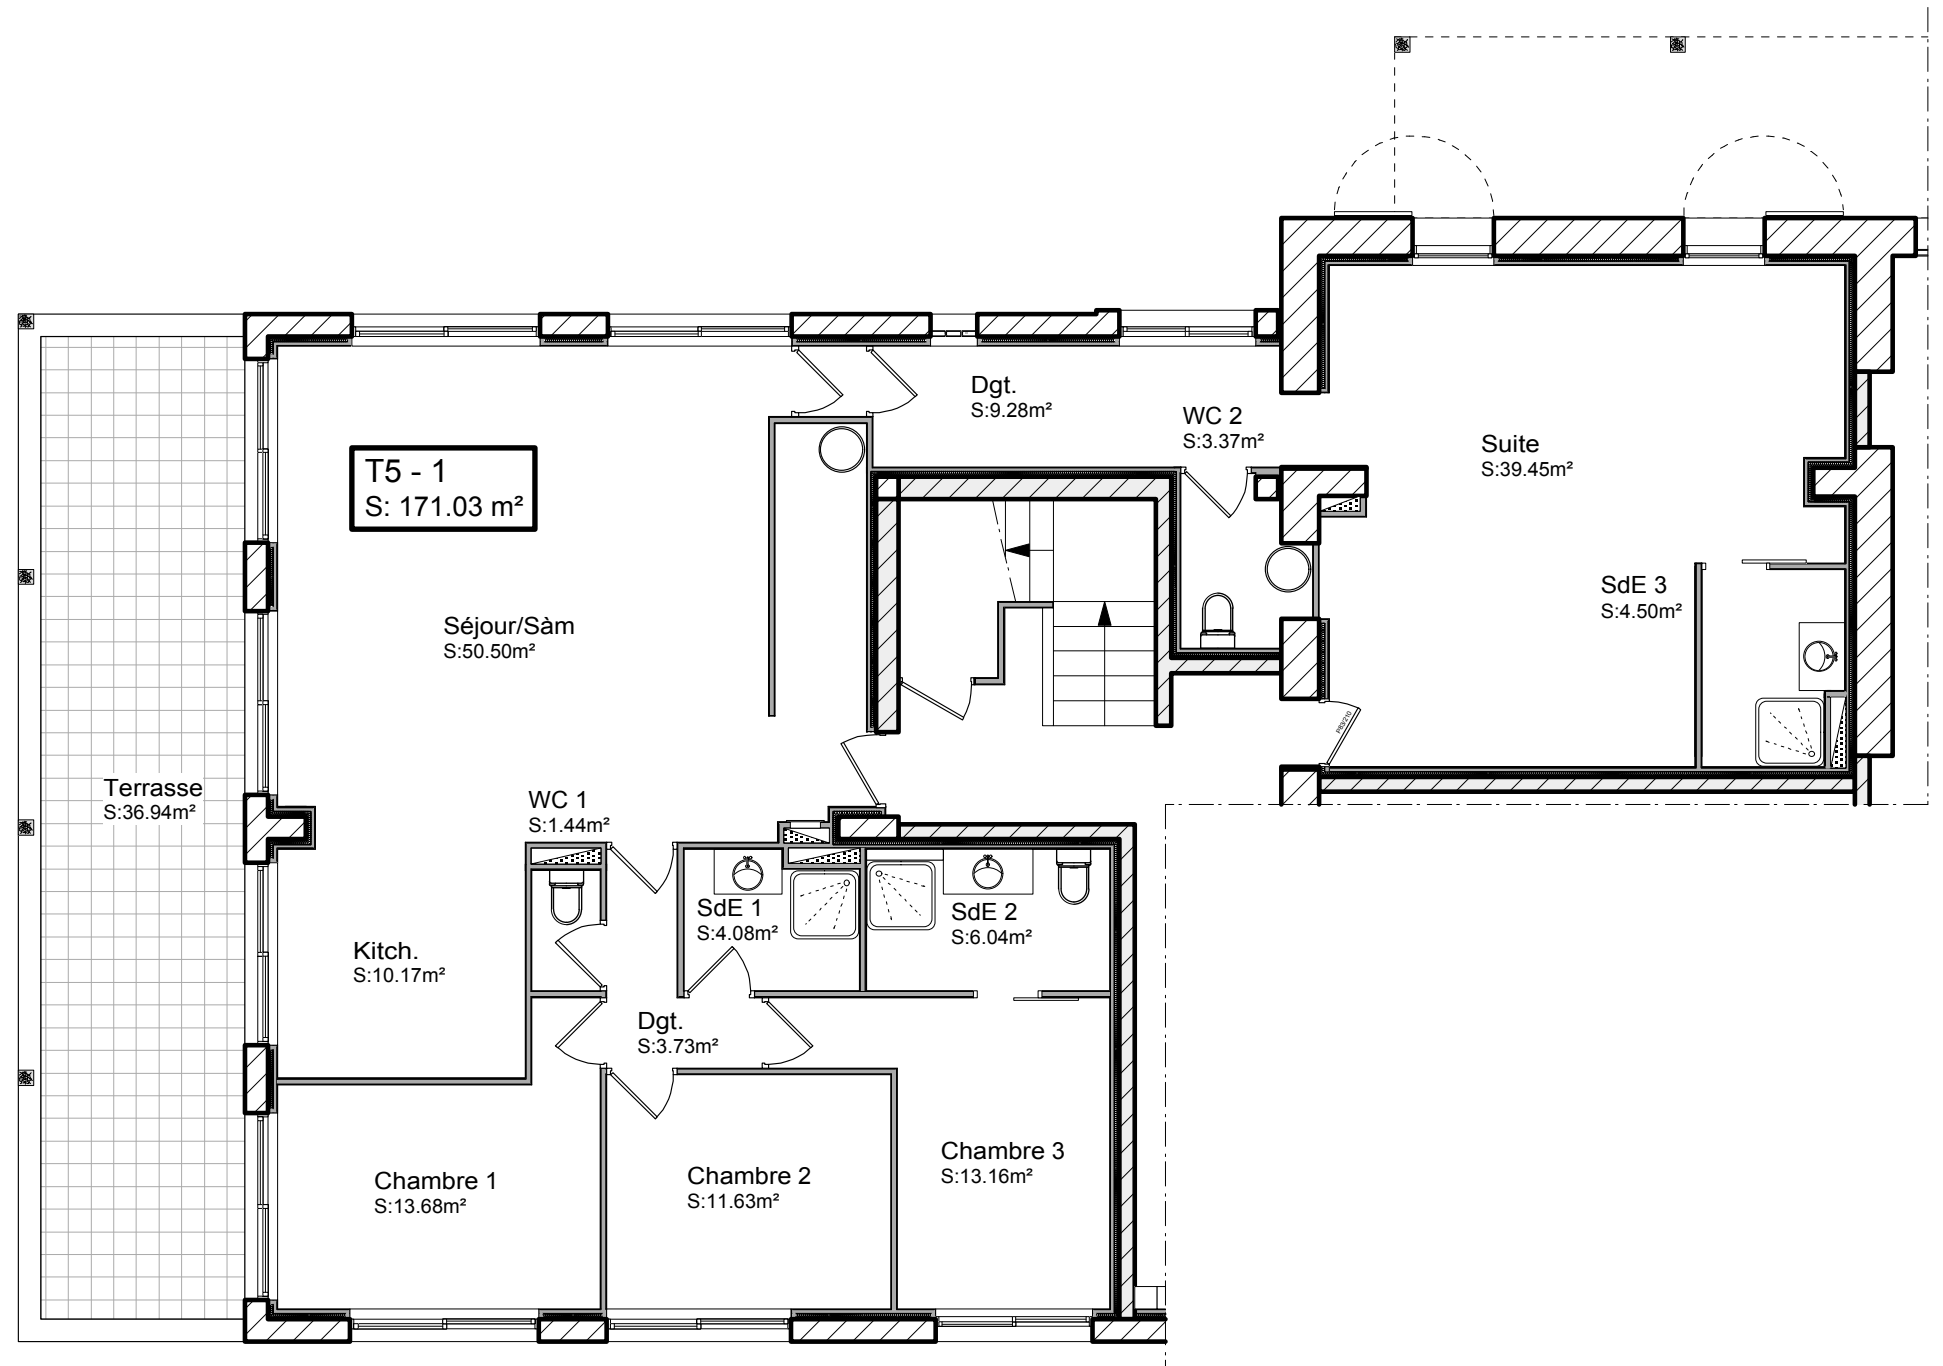 Dgt.
S:9.28m²
WC 2
S:3.37m²
Suite
S:39.45m²
T5 - 1
S: 171.03 m²
SdE 3
S:4.50m²
Séjour/Sàm
S:50.50m²
P83/210
Terrasse
S:36.94m²
WC 1
S:1.44m²
SdE 1
S:4.08m²
SdE 2
S:6.04m²
Kitch.
S:10.17m²
Dgt.
S:3.73m²
Chambre 1
S:13.68m²
Chambre 2
S:11.63m²
Chambre 3
S:13.16m²